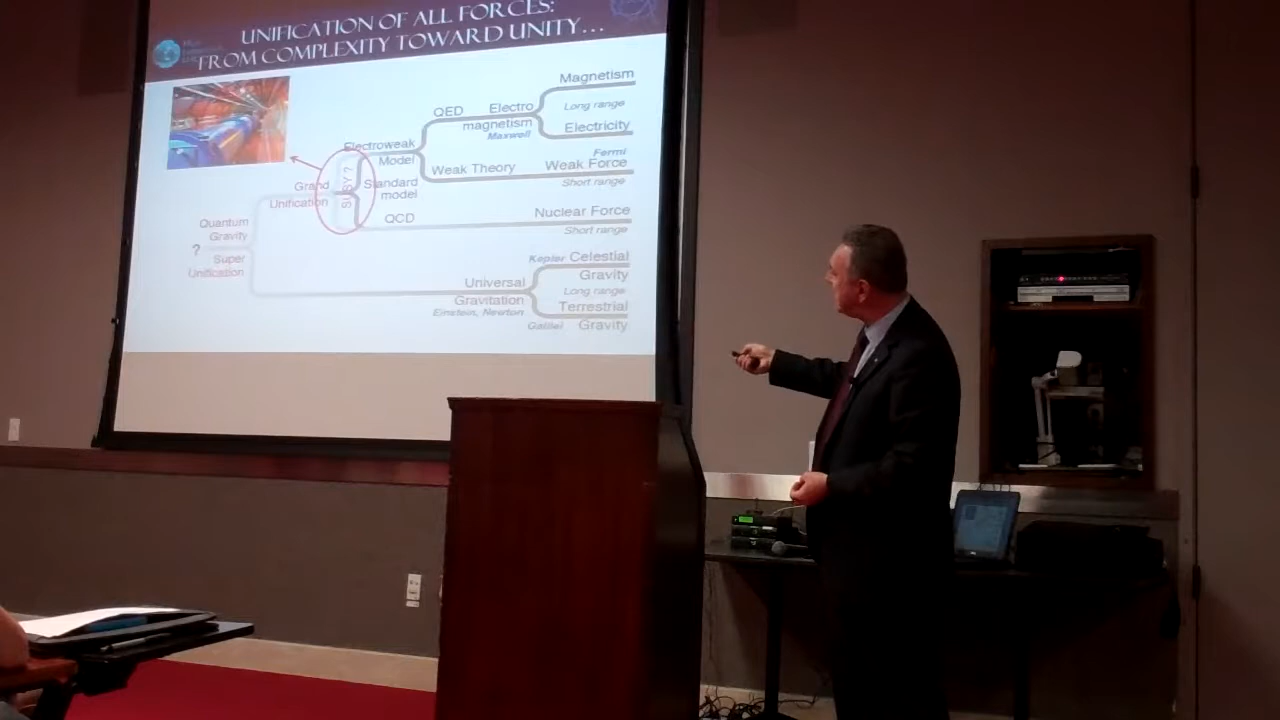 UNIFICATION OF ALL FORCES:
FROM COMPLEXITY TOWARD UNITY...
Magnetism
QED Electro
Long range
magnetism
Maxwell
Electricity
Electroweak
Model
Fermi
Weak Theory
Weak Force
Short range
SUSY ?
Grand
Unification
Standard
model
QCD
Nuclear Force
Short range
Quantum
Gravity
?
Super
Unification
Kepler Celestial
Gravity
Long range
Universal
Gravitation
Einstein, Newton
Terrestrial
Galilei Gravity